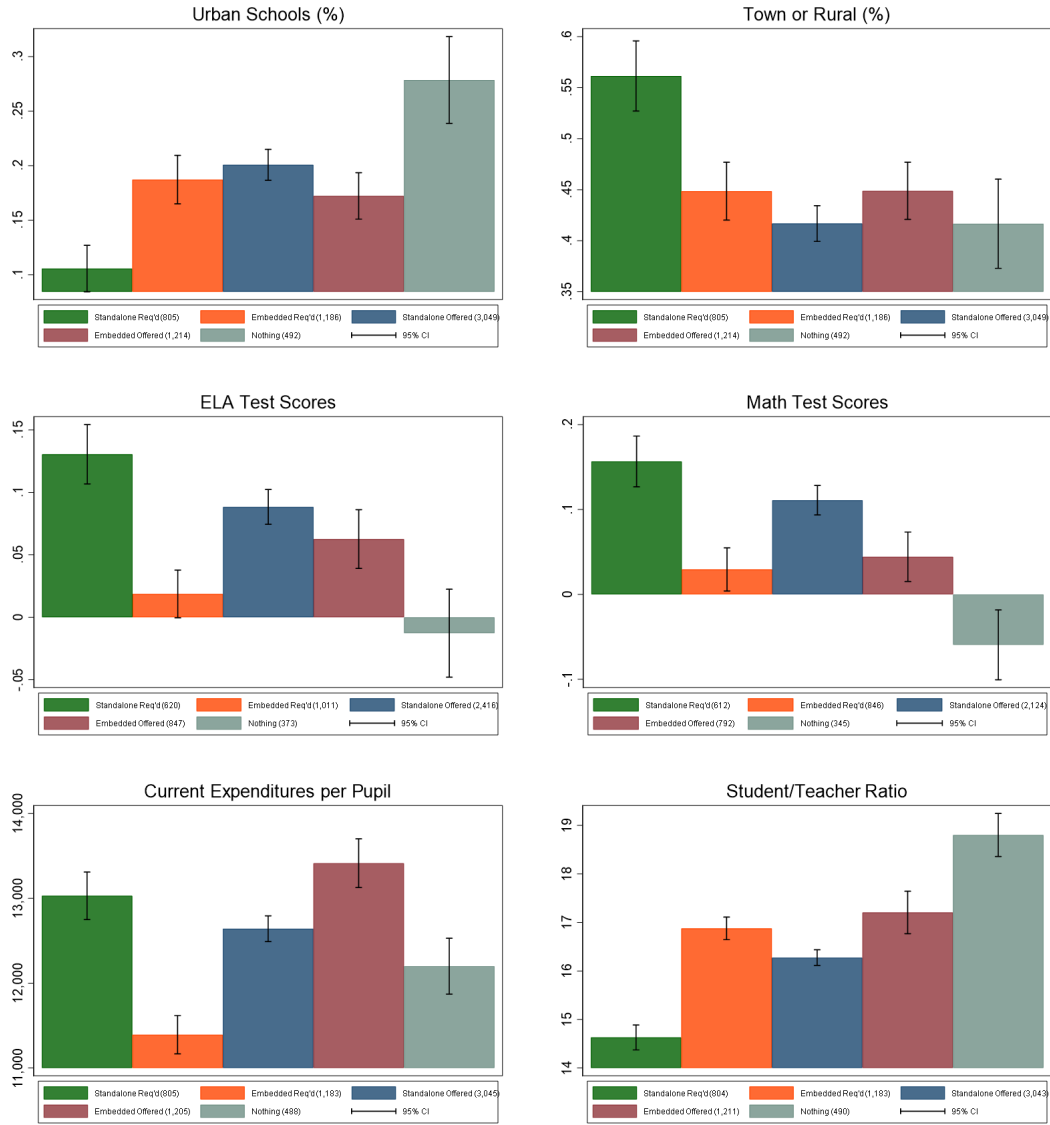 Urban Schools (%)
.3
.25
.2
.15
.1
Standalone Req'd(805) Embedded Req'd(1,186) Standalone Offered (3,049)
Embedded Offered (1,214) Nothing (492) 95% CI
Town or Rural (%)
.6
.55
.5
.45
.4
.35
Standalone Req'd(805) Embedded Req'd(1,186) Standalone Offered (3,049)
Embedded Offered (1,214) Nothing (492) 95% CI
ELA Test Scores
.15
.1
.05
0
-.05
Standalone Req'd(620) Embedded Req'd(1,011) Standalone Offered (2,416)
Embedded Offered (847) Nothing (373) 95% CI
Math Test Scores
.2
.1
0
-.1
Standalone Req'd(612) Embedded Req'd(846) Standalone Offered (2,124)
Embedded Offered (792) Nothing (345) 95% CI
Current Expenditures per Pupil
14,000
13,000
12,000
11,000
Standalone Req'd(805) Embedded Req'd(1,183) Standalone Offered (3,045)
Embedded Offered (1,205) Nothing (488) 95% CI
Student/Teacher Ratio
19
18
17
16
15
14
Standalone Req'd (804) Embedded Req'd(1,183) Standalone Offered (3,043)
Embedded Offered (1,211) Nothing (490) 95% CI